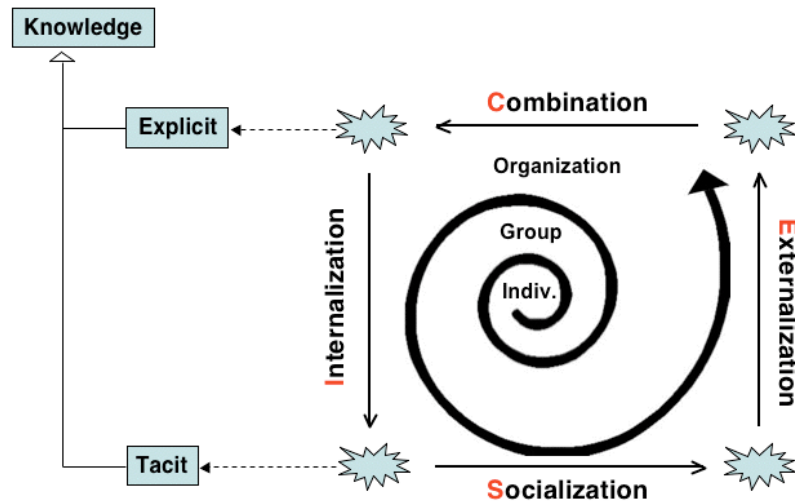 Knowledge
Combination
Explicit
Organization
Internalization
Group
Externalization
Indiv.
Tacit
Socialization